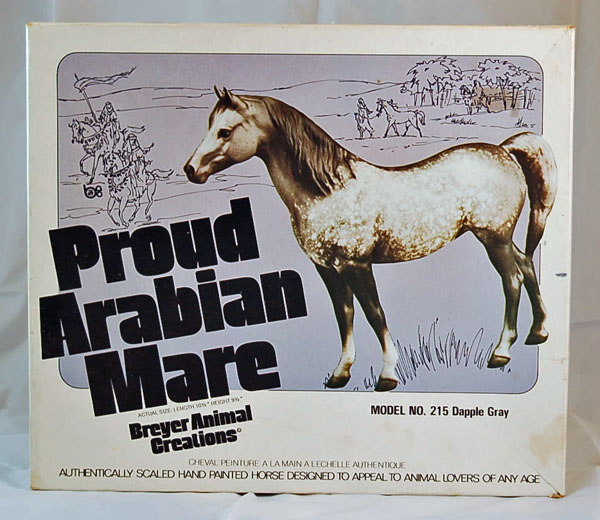 Proud
Arabian
Mare
ACTUAL SIZE: LENGTH 10½" HEIGHT 9¼"
Breyer Animal
Creations®
MODEL NO. 215 Dapple Gray
CHEVAL PEINTURE A LA MAIN A L'ECHELLE AUTHENTIQUE
AUTHENTICALLY SCALED HAND PAINTED HORSE DESIGNED TO APPEAL TO ANIMAL LOVERS OF ANY AGE